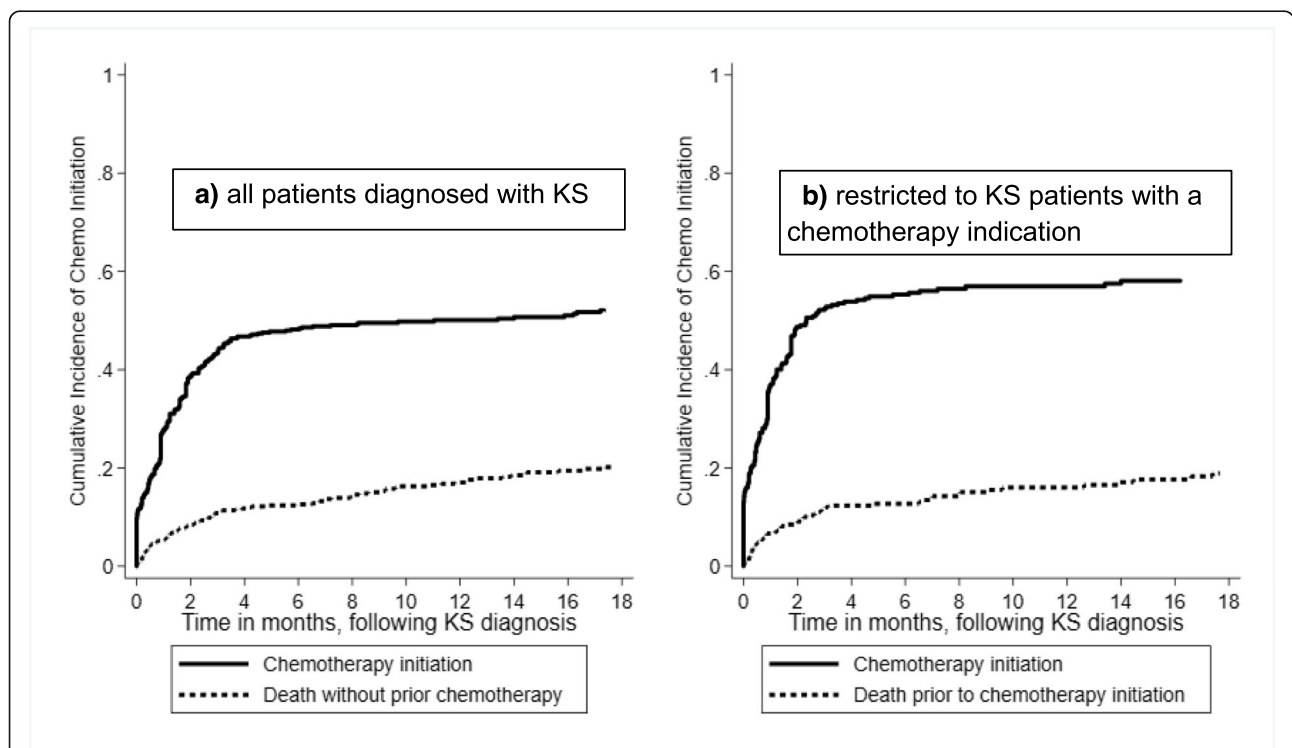 Cumulative Incidence of Chemo Initiation
1
.8
.6
.4
.2
0
a) all patients diagnosed with KS
0 2 4 6 8 10 12 14 16 18
Time in months, following KS diagnosis
Chemotherapy initiation
Death without prior chemotherapy
Cumulative Incidence of Chemo Initiation
1
.8
.6
.4
.2
0
b) restricted to KS patients with a
chemotherapy indication
0 2 4 6 8 10 12 14 16 18
Time in months, following KS diagnosis
Chemotherapy initiation
Death prior to chemotherapy initiation